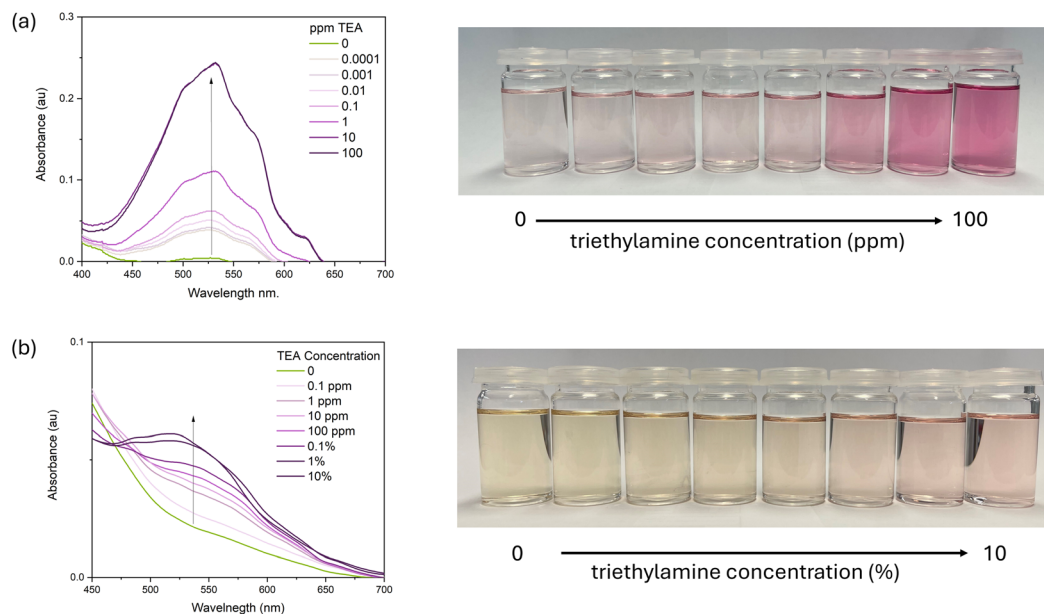 (a)
0.3
0.2
0.1
0.0
400 450 500 550 600 650 700
Absorbance (au)
Wavelength nm.
ppm TEA
0
0.0001
0.001
0.01
0.1
1
10
100
0 100
triethylamine concentration (ppm)
(b)
0.1
0.0
450 500 550 600 650 700
Absorbance (au)
Wavelnegth (nm)
TEA Concentration
0
0.1 ppm
1 ppm
10 ppm
100 ppm
0.1%
1%
10%
0 10
triethylamine concentration (%)